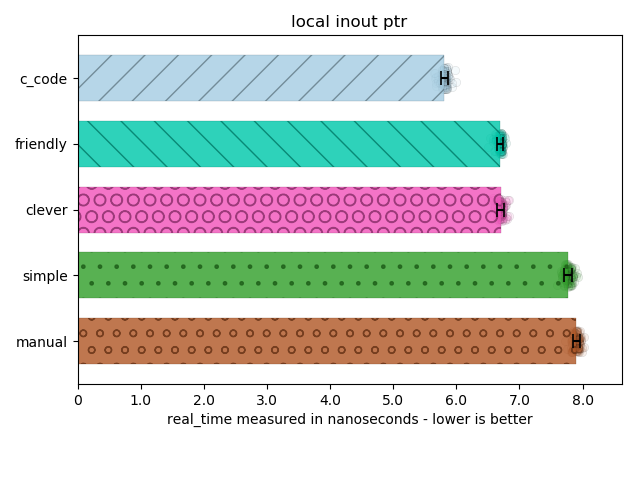 local inout ptr
c_code
friendly
clever
simple
manual
0 1.0 2.0 3.0 4.0 5.0 6.0 7.0 8.0
real_time measured in nanoseconds - lower is better